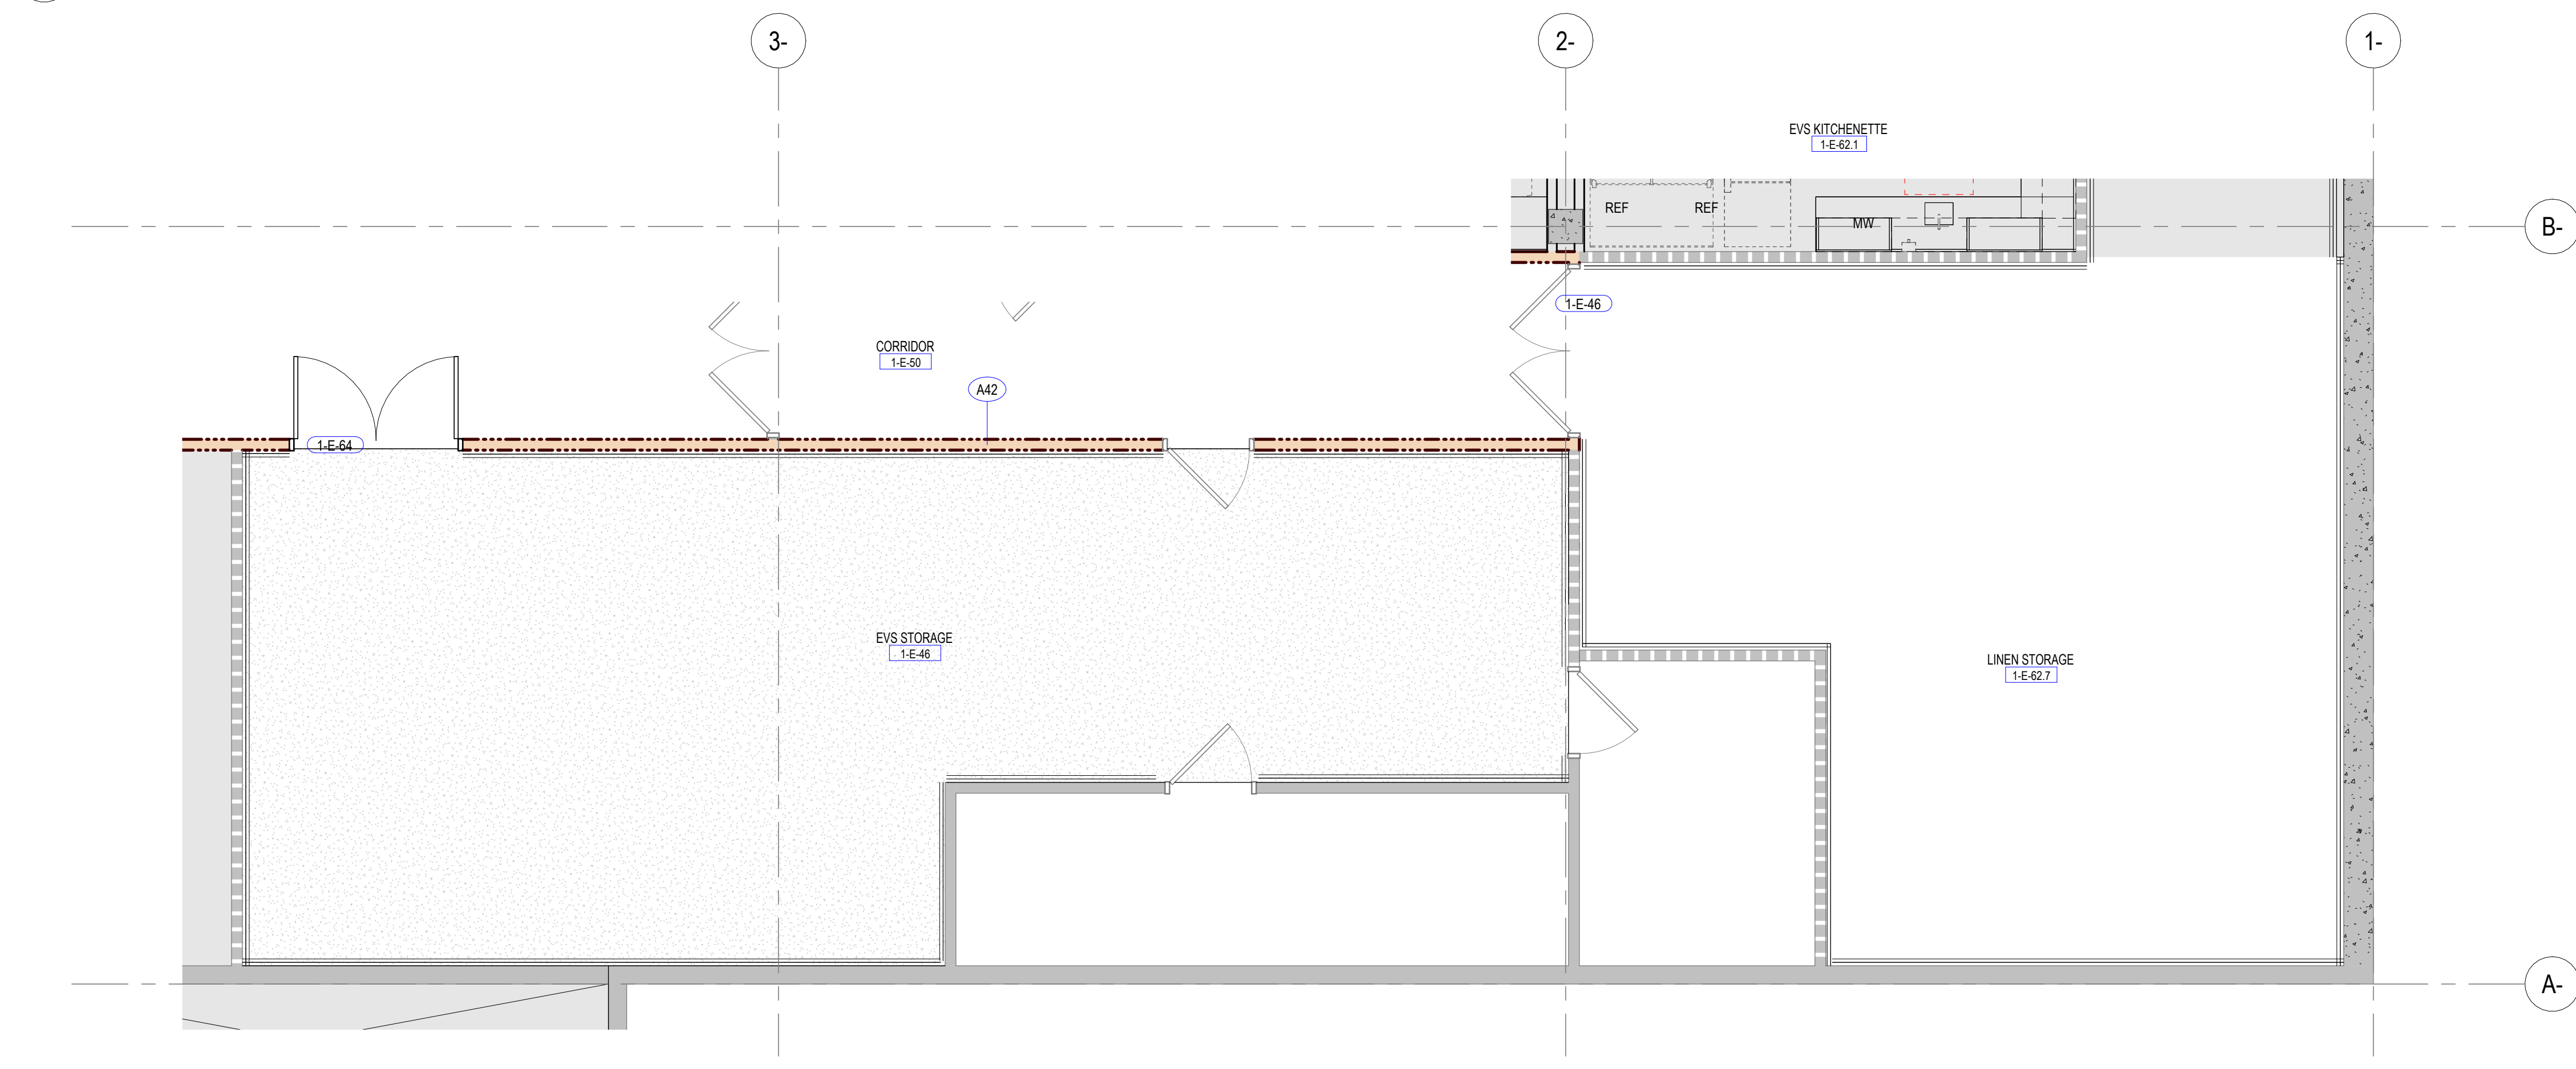 3-
2-
1-
EVS KITCHENETTE
1-E-62.1
REF
REF
MW
B-
1-E-46
CORRIDOR
1-E-50
A42
1-E-64
EVS STORAGE
1-E-46
LINEN STORAGE
1-E-62.7
A-